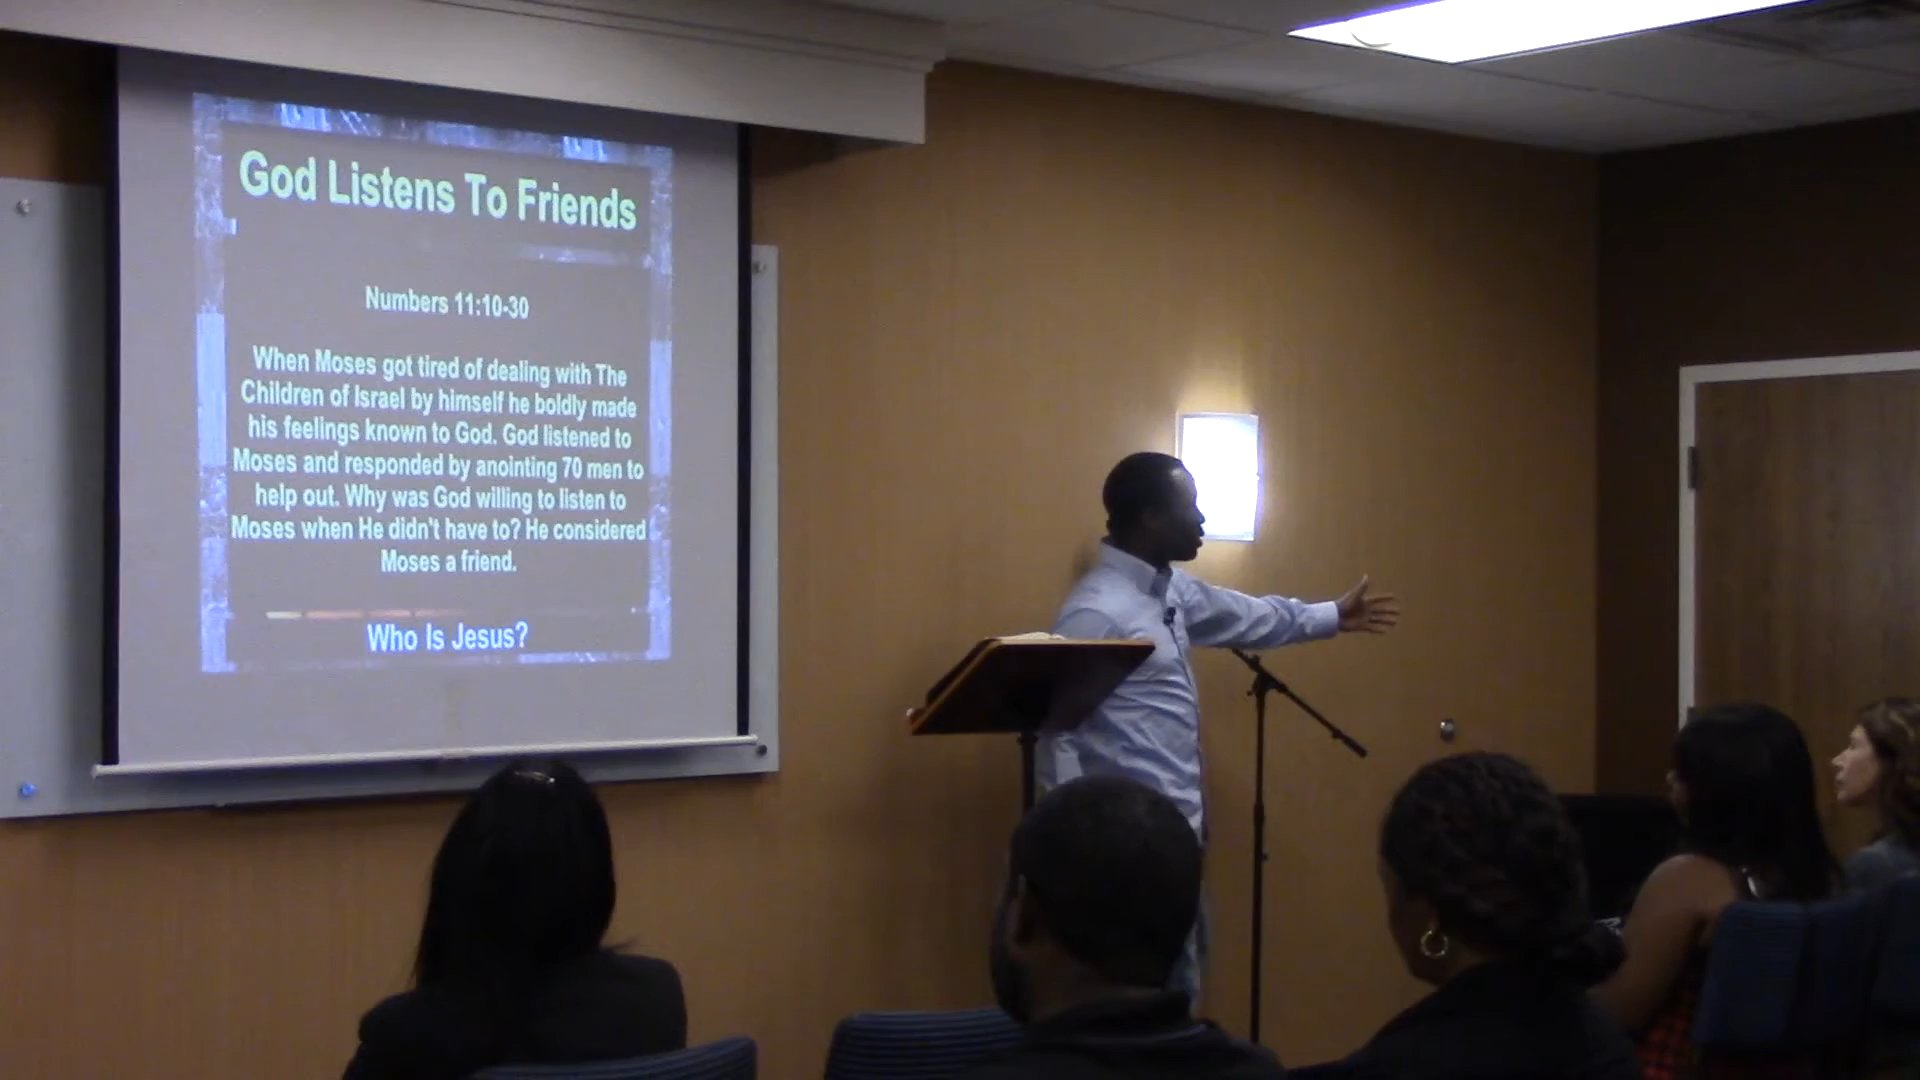 God Listens To Friends
Numbers 11:10-30
When Moses got tired of dealing with The
Children of Israel by himself he boldly made
his feelings known to God. God listened to
Moses and responded by anointing 70 men to
help out. Why was God willing to listen to
Moses when He didn't have to? He considered
Moses a friend.
Who Is Jesus?